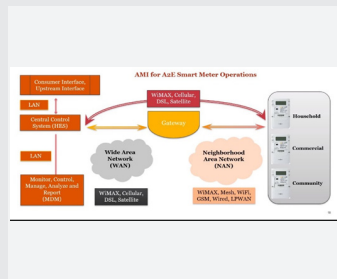 AMI for A2E Smart Meter Operations
Consumer Interface,
Upstream Interface
LAN
Central Control
System (HES)
LAN
Monitor, Control,
Manage, Analyze and
Report
(MDM)
WiMAX, Cellular,
DSL, Satellite
Gateway
Wide Area
Network
(WAN)
WiMAX, Cellular,
DSL, Satellite
Neighborhood
Area Network
(NAN)
WiMAX, Mesh, WiFi,
GSM, Wired, LPWAN
Household
Commercial
Community